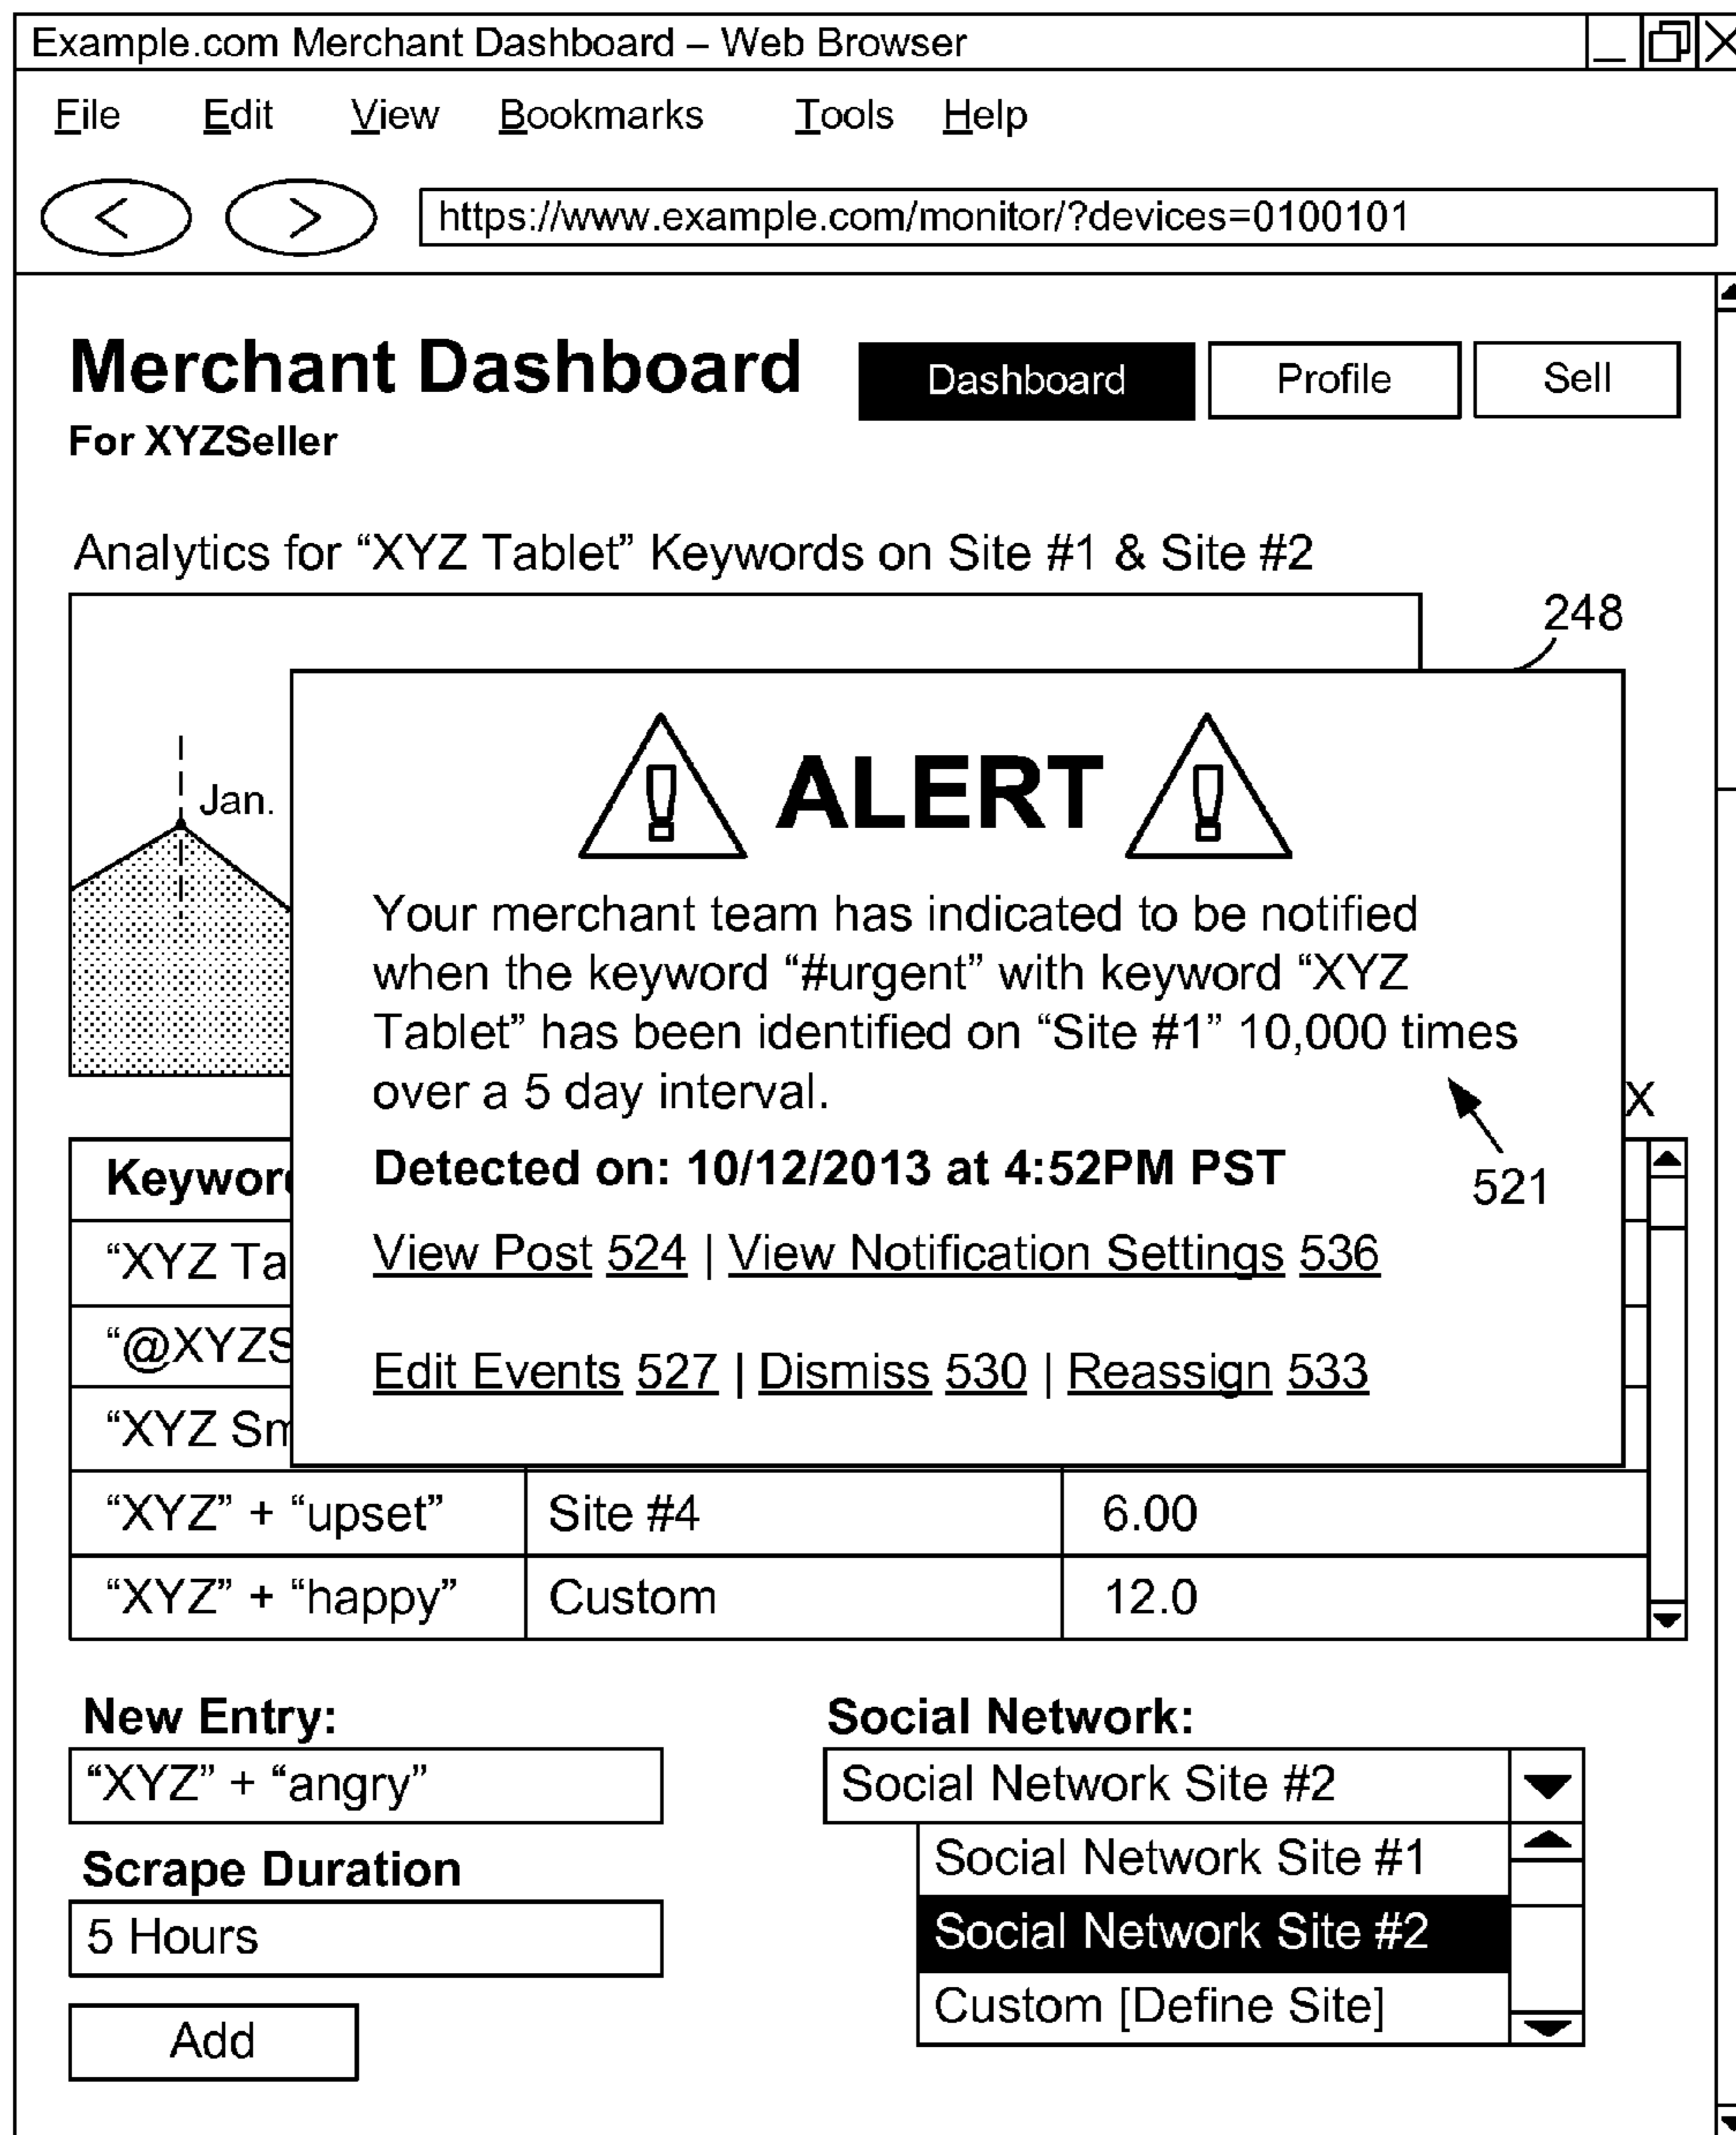 Example.com Merchant Dashboard – Web Browser
File Edit View Bookmarks Tools Help
< > https://www.example.com/monitor/?devices=0100101
Merchant Dashboard
Dashboard Profile Sell
For XYZSeller
Analytics for “XYZ Tablet” Keywords on Site #1 & Site #2
248
ALERT
Jan.
Your merchant team has indicated to be notified
when the keyword “#urgent” with keyword “XYZ
Tablet” has been identified on “Site #1” 10,000 times
over a 5 day interval.
X
Detected on: 10/12/2013 at 4:52PM PST
521
View Post 524 | View Notification Settings 536
Edit Events 527 | Dismiss 530 | Reassign 533
Keywor
“XYZ Ta
“@XYZS
“XYZ Sm
“XYZ” + “upset” Site #4 6.00
“XYZ” + “happy” Custom 12.0
New Entry:
“XYZ” + “angry”
Scrape Duration
5 Hours
Add
Social Network:
Social Network Site #2
Social Network Site #1
Social Network Site #2
Custom [Define Site]